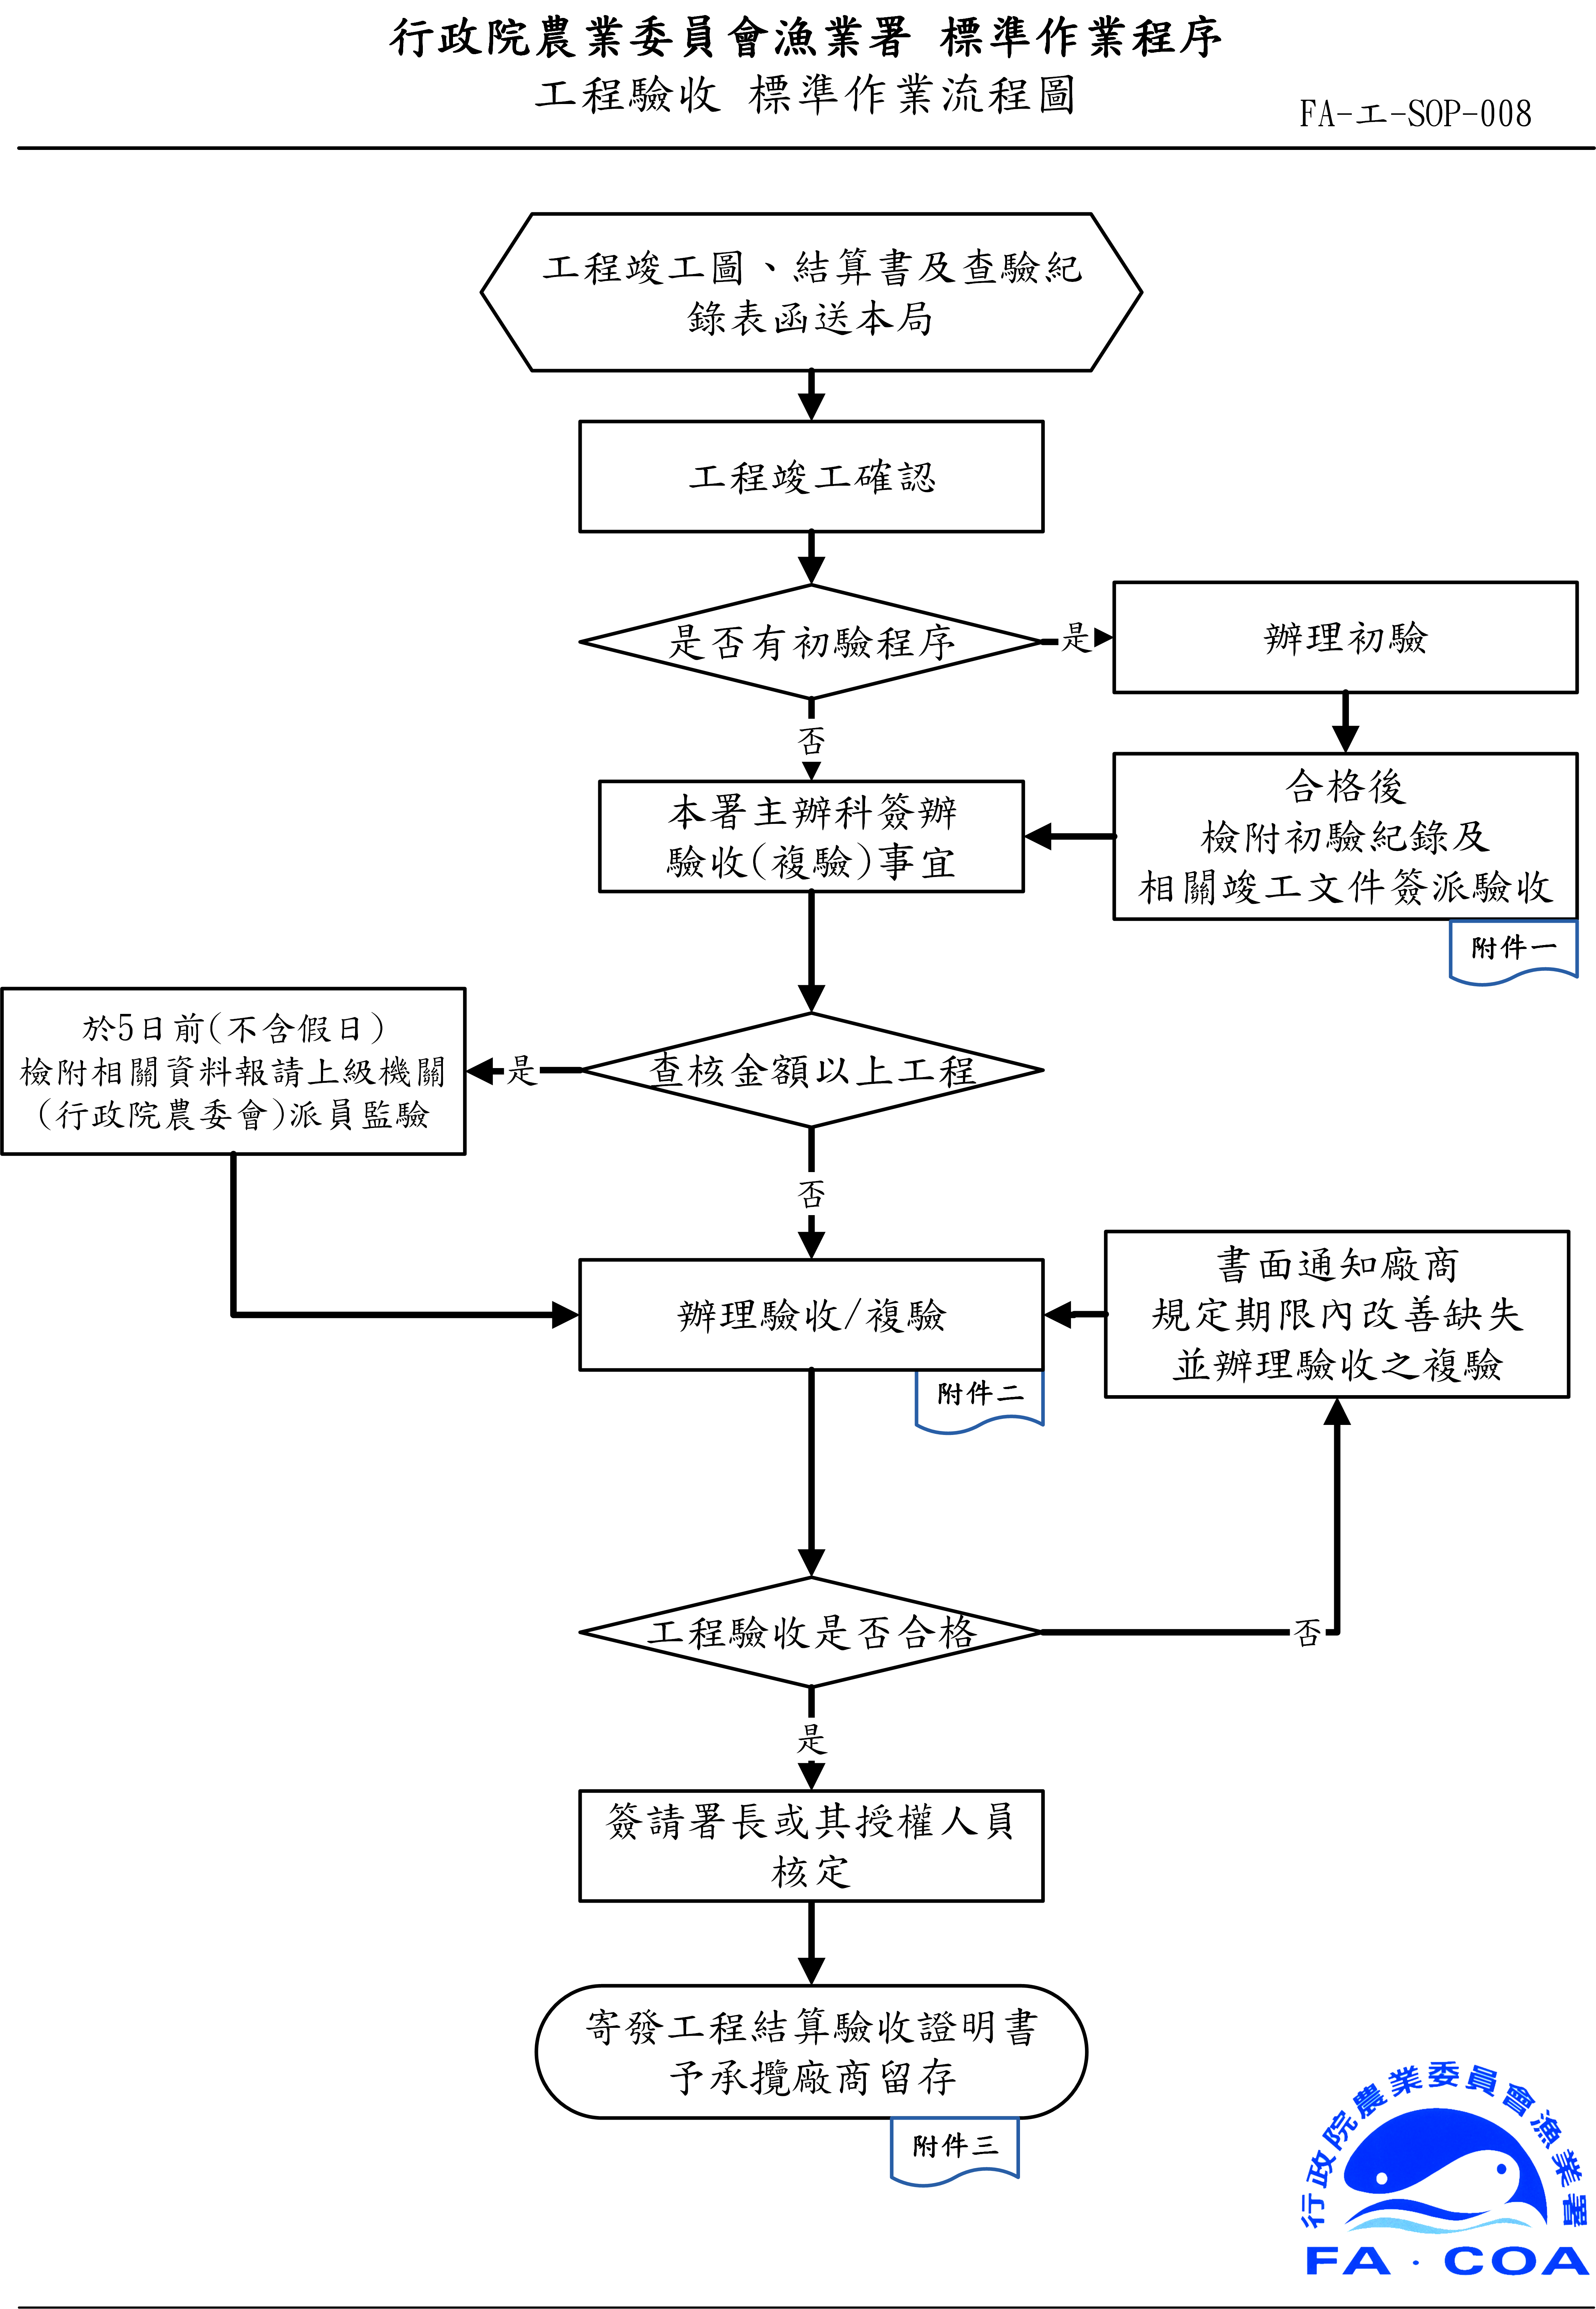 行政院農業委員會漁業署 標準作業程序
工程驗收 標準作業流程圖
FA-工-SOP-008
工程竣工圖、結算書及查驗紀
錄表函送本局
工程竣工確認
是否有初驗程序
是
辦理初驗
否
合格後
檢附初驗紀錄及
相關竣工文件簽派驗收
附件一
本署主辦科簽辦
驗收(複驗)事宜
於5日前(不含假日)
檢附相關資料報請上級機關
(行政院農委會)派員監驗
是
查核金額以上工程
否
書面通知廠商
規定期限內改善缺失
並辦理驗收之複驗
辦理驗收/複驗
附件二
工程驗收是否合格
否
是
簽請署長或其授權人員
核定
寄發工程結算驗收證明書
予承攬廠商留存
附件三
行政院農業委員會漁業署
FA·COA